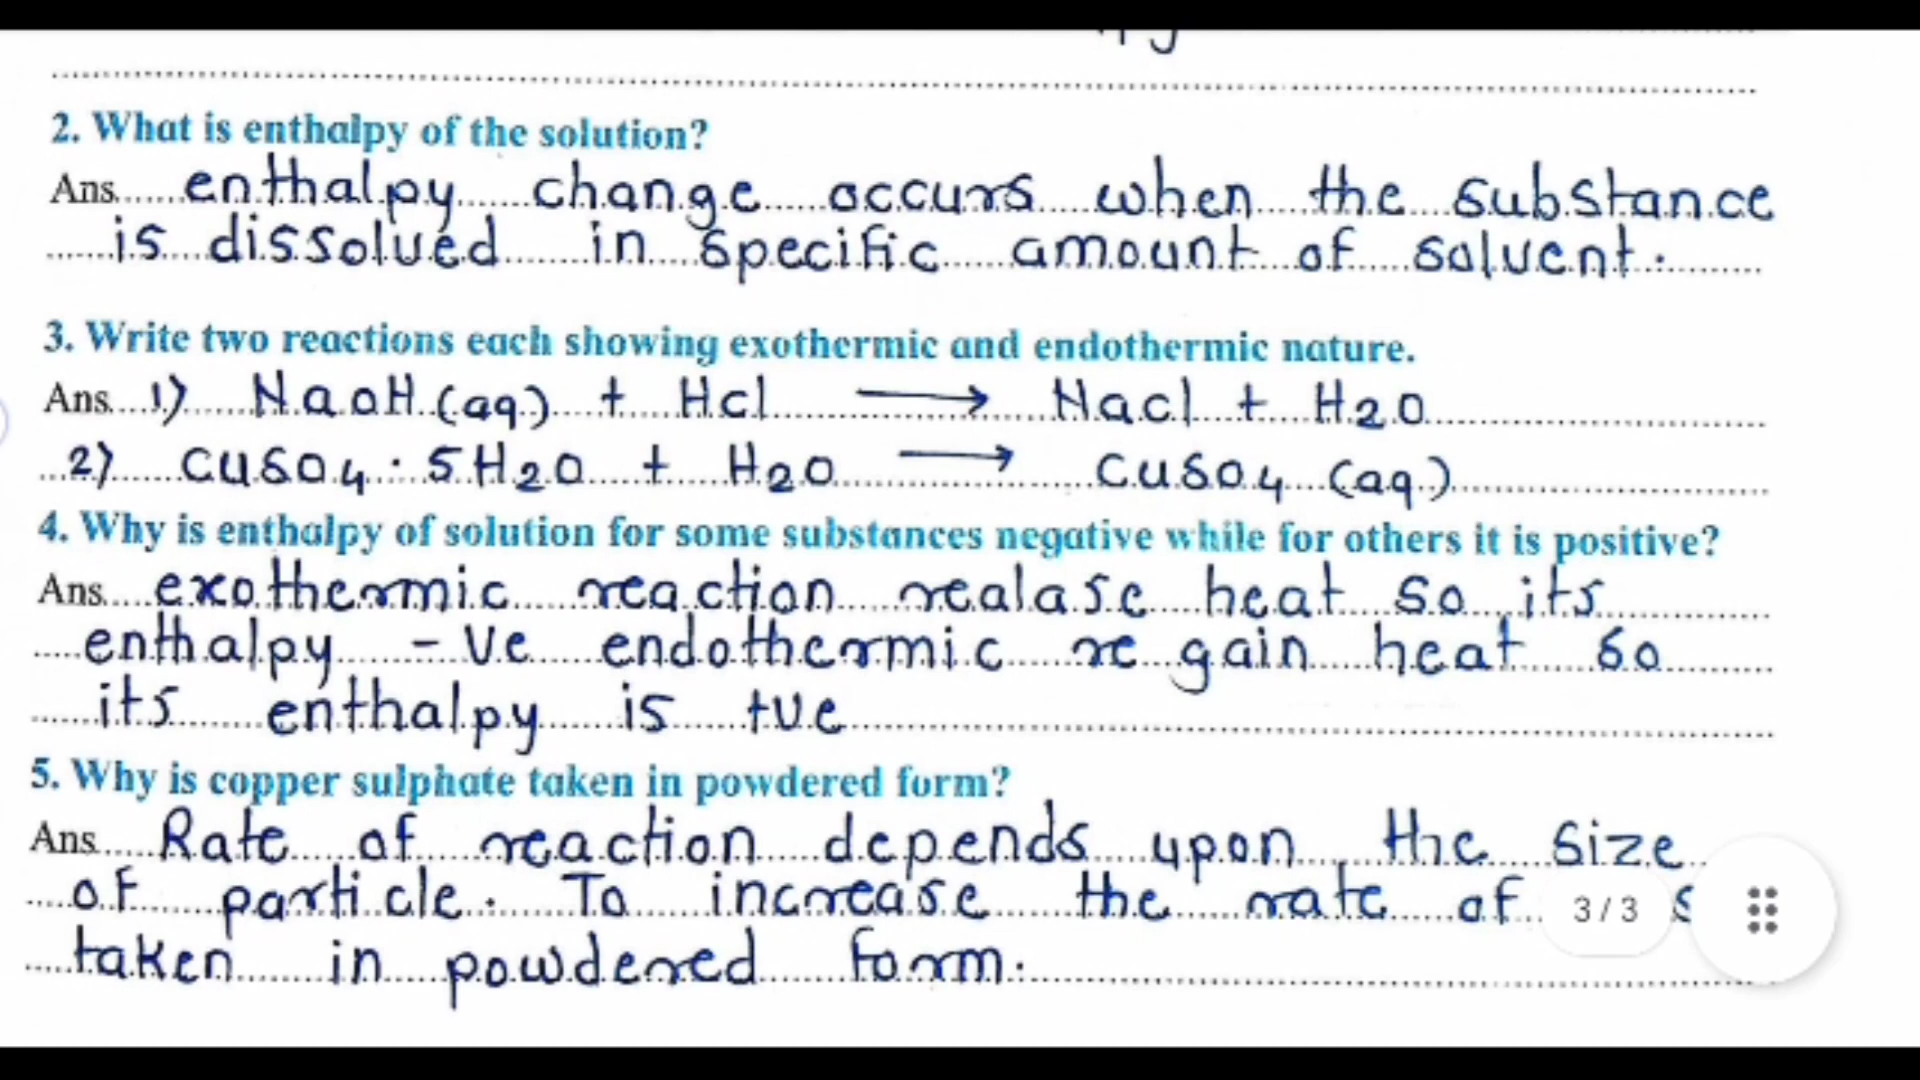 2. What is enthalpy of the solution?
Ans. enthalpy change occurs when the substance
is dissolved in specific amount of solvent.
3. Write two reactions each showing exothermic and endothermic nature.
Ans. 1) NaOH (aq) + Hcl → Nacl + H2O
2) CuSO4 · 5H2O + H2O → CuSO4 (aq)
4. Why is enthalpy of solution for some substances negative while for others it is positive?
Ans. exothermic reaction realase heat so its
enthalpy -ve endothermic re gain heat so
its enthalpy is +ve
5. Why is copper sulphate taken in powdered form?
Ans. Rate of reaction depends upon the size
of particle. To increase the rate of
3 / 3
taken in powdered form.